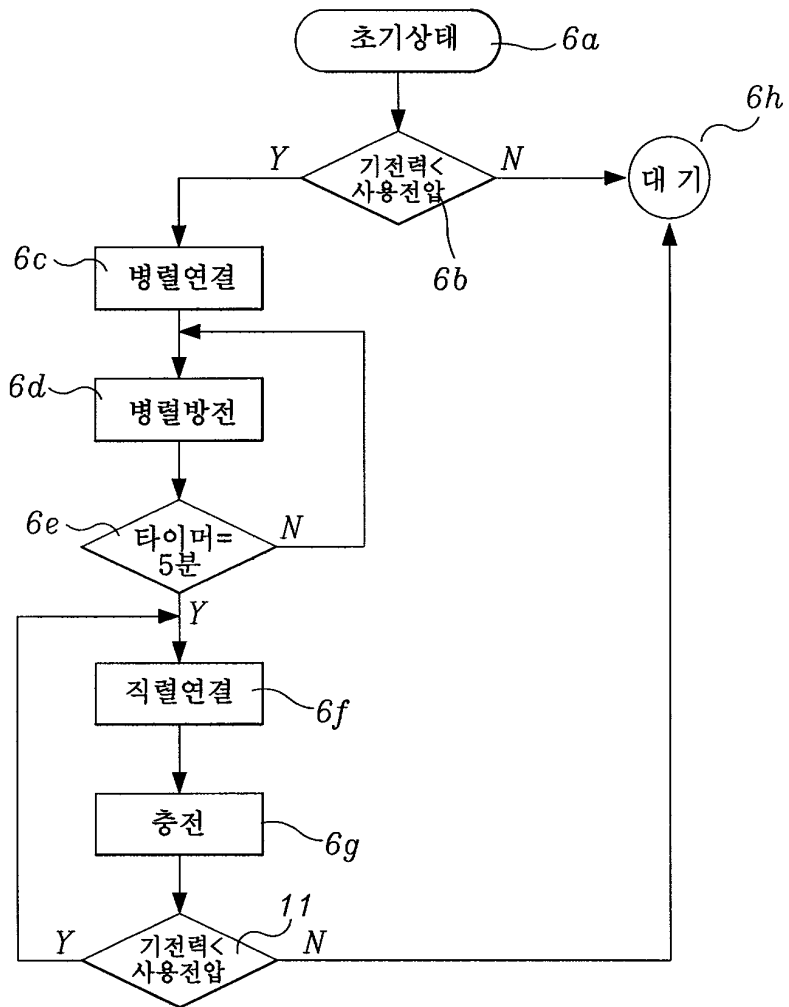 초기상태
6a
6h
Y
기전력<
사용전압
N
대 기
6b
6c
병렬연결
6d
병렬방전
6e
타이머=
5분
N
Y
직렬연결
6f
충전
6g
11
Y
기전력<
사용전압
N